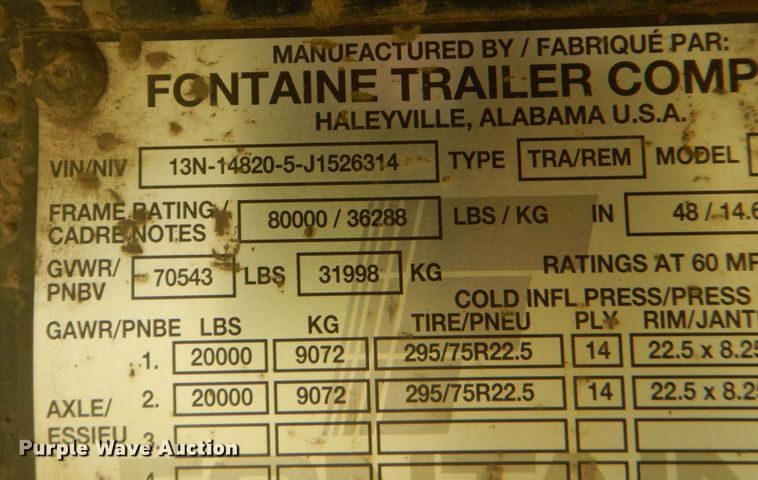 MANUFACTURED BY / FABRIQUÉ PAR:
FONTAINE TRAILER COMP
HALEYVILLE, ALABAMA U.S.A.
VIN/NIV 13N-14820-5-J1526314 TYPE TRA/REM MODEL
FRAME RATING / CADRE NOTES 80000 / 36288 LBS / KG IN 48 / 14.6
GVWR/ PNBV 70543 LBS 31998 KG RATINGS AT 60 MP
COLD INFL PRESS/PRESS
GAWR/PNBE LBS KG TIRE/PNEU PLY RIM/JANT
1. 20000 9072 295/75R22.5 14 22.5 x 8.25
AXLE/ ESSIEU 2. 20000 9072 295/75R22.5 14 22.5 x 8.25
3.
4.
Purple Wave Auction